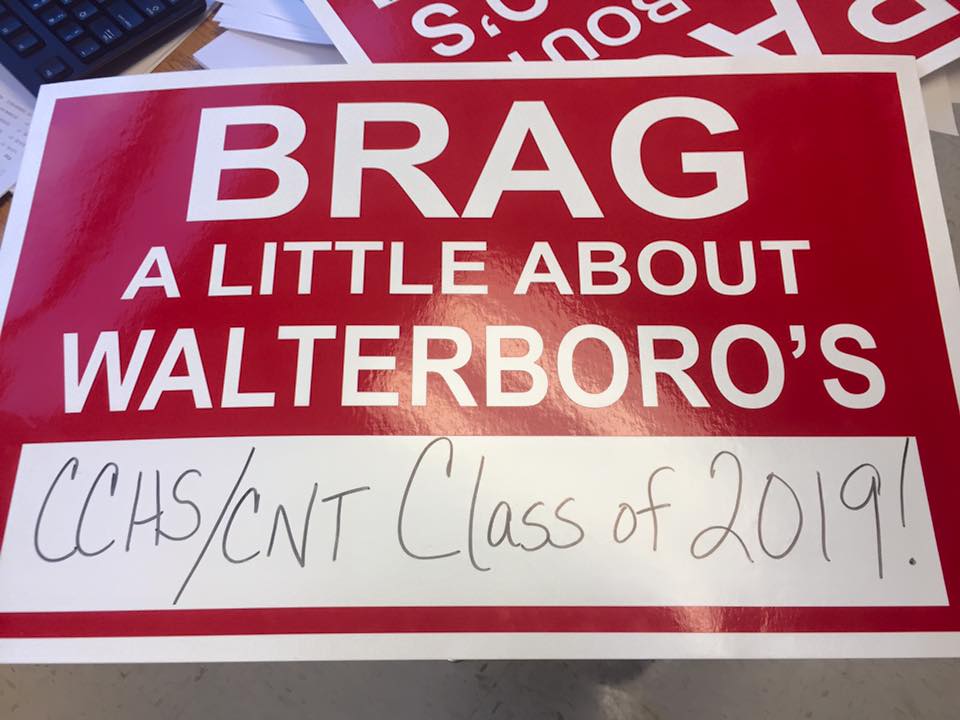 BRAG
A LITTLE ABOUT
WALTERBORO'S
CCHS/CNT Class of 2019!